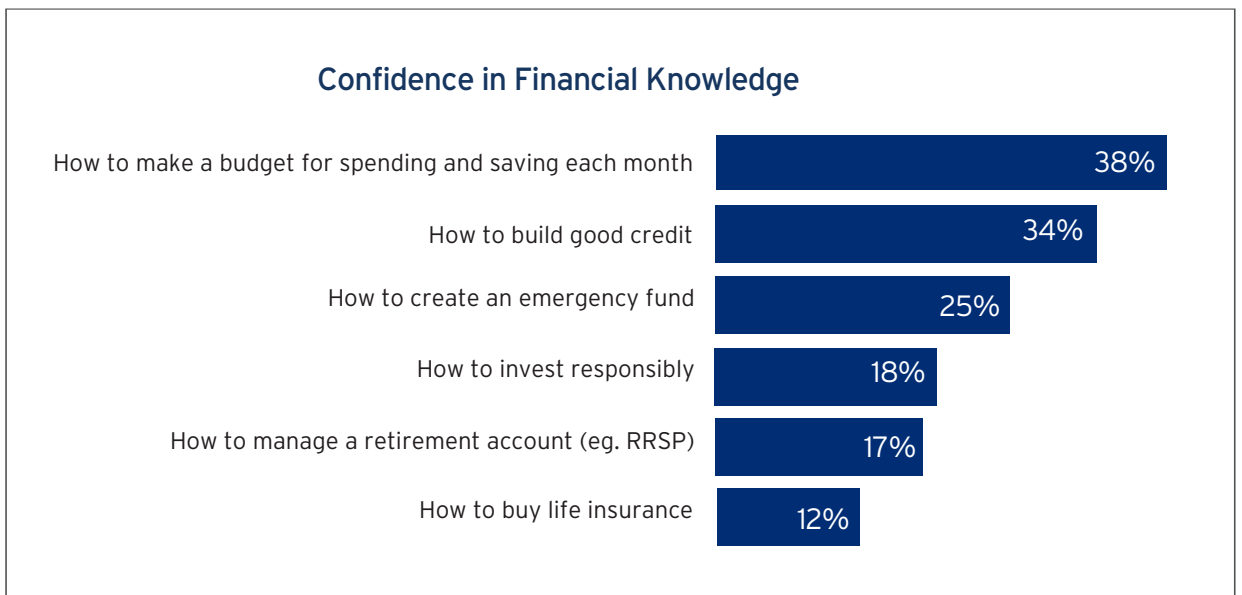 Confidence in Financial Knowledge
How to make a budget for spending and saving each month 38%
How to build good credit 34%
How to create an emergency fund 25%
How to invest responsibly 18%
How to manage a retirement account (eg. RRSP) 17%
How to buy life insurance 12%